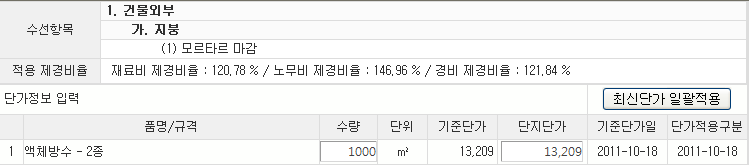 수선항목
1. 건물외부
가. 지붕
(1) 모르타르 마감
적용 제경비율 재료비 제경비율 : 120.78 % / 노무비 제경비율 : 146.96 % / 경비 제경비율 : 121.84 %
단가정보 입력 최신단가 일괄적용
품명/규격 수량 단위 기준단가 단지단가 기준단가일 단가적용구분
1 액체방수 - 2종 1000 ㎡ 13,209 13,209 2011-10-18 2011-10-18